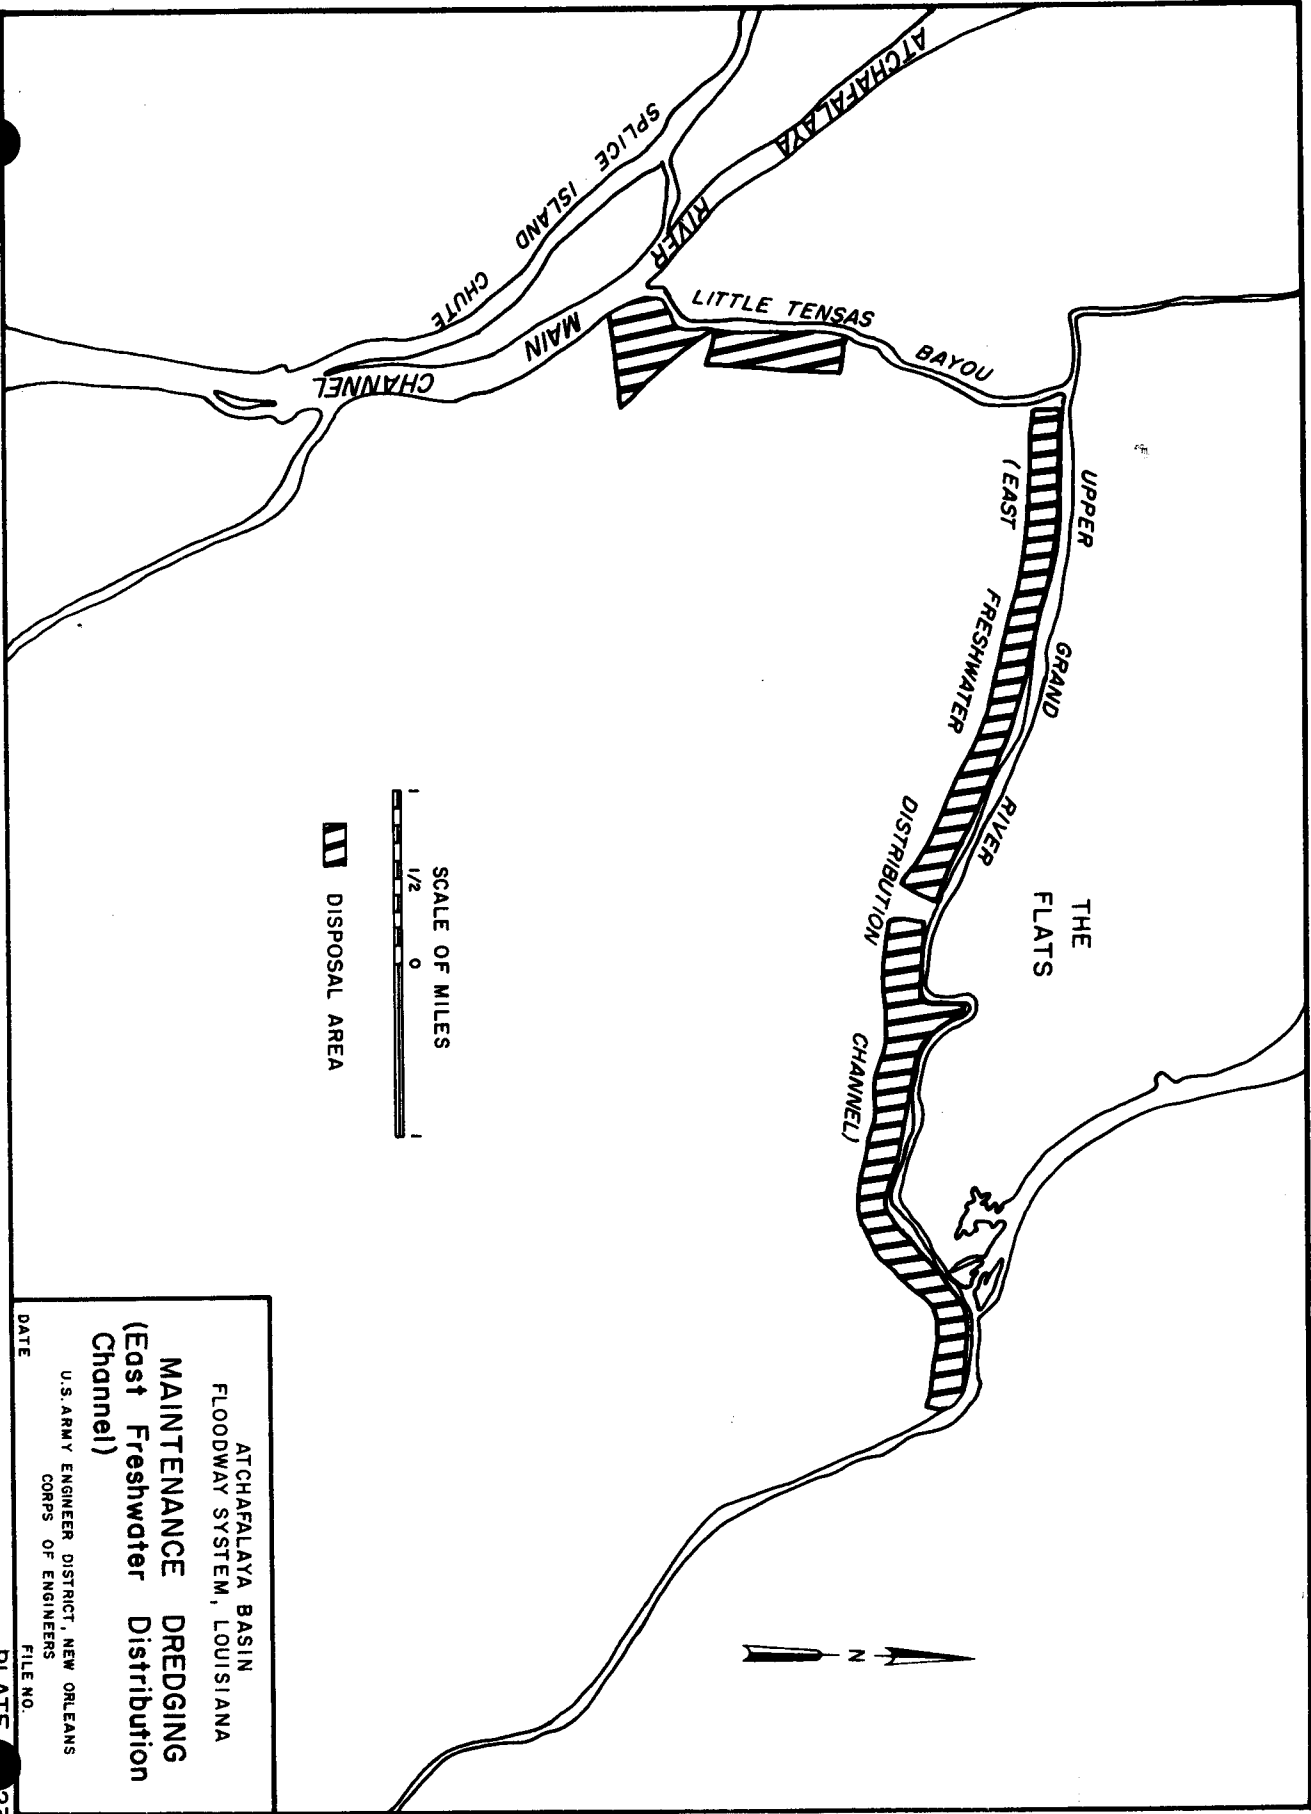 ATCHAFALAYA RIVER
SPLICE ISLAND CHUTE
MAIN CHANNEL
LITTLE TENSAS BAYOU
UPPER GRAND RIVER
(EAST FRESHWATER DISTRIBUTION CHANNEL)
THE
FLATS
N
SCALE OF MILES
1 1/2 0 1
DISPOSAL AREA
ATCHAFALAYA BASIN
FLOODWAY SYSTEM, LOUISIANA
MAINTENANCE DREDGING
(East Freshwater Distribution
Channel)
U.S. ARMY ENGINEER DISTRICT, NEW ORLEANS
CORPS OF ENGINEERS
DATE
FILE NO.
PLATE